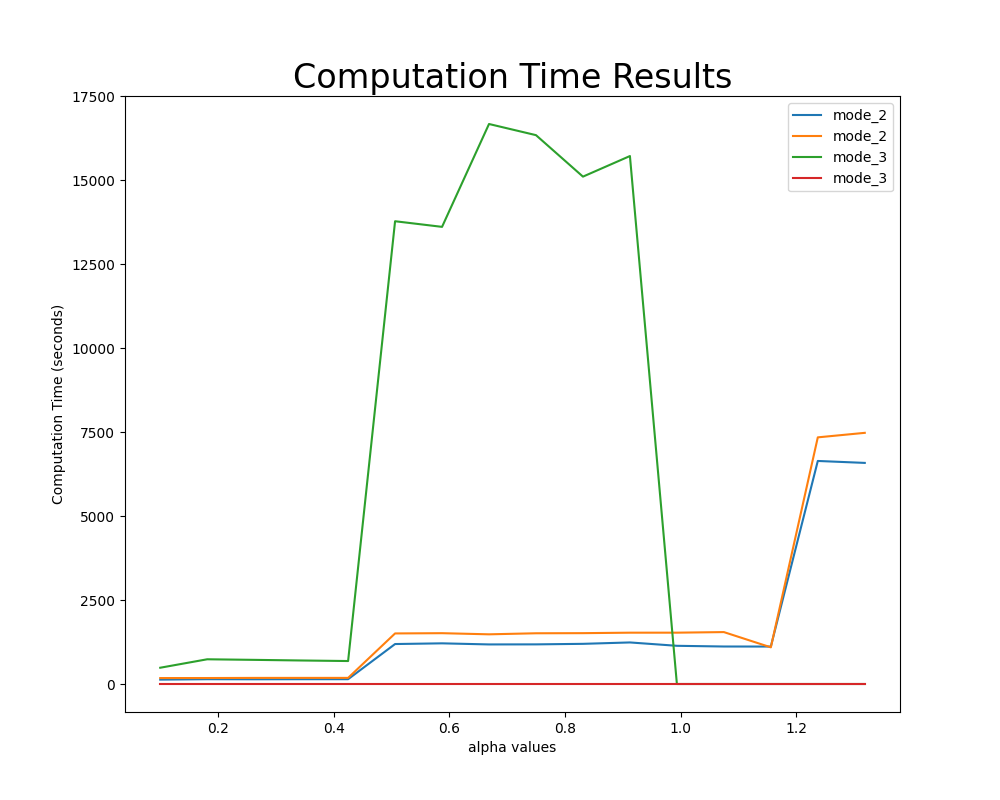 Computation Time Results
17500
15000
12500
10000
7500
5000
2500
0
Computation Time (seconds)
mode_2
mode_2
mode_3
mode_3
0.2 0.4 0.6 0.8 1.0 1.2
alpha values